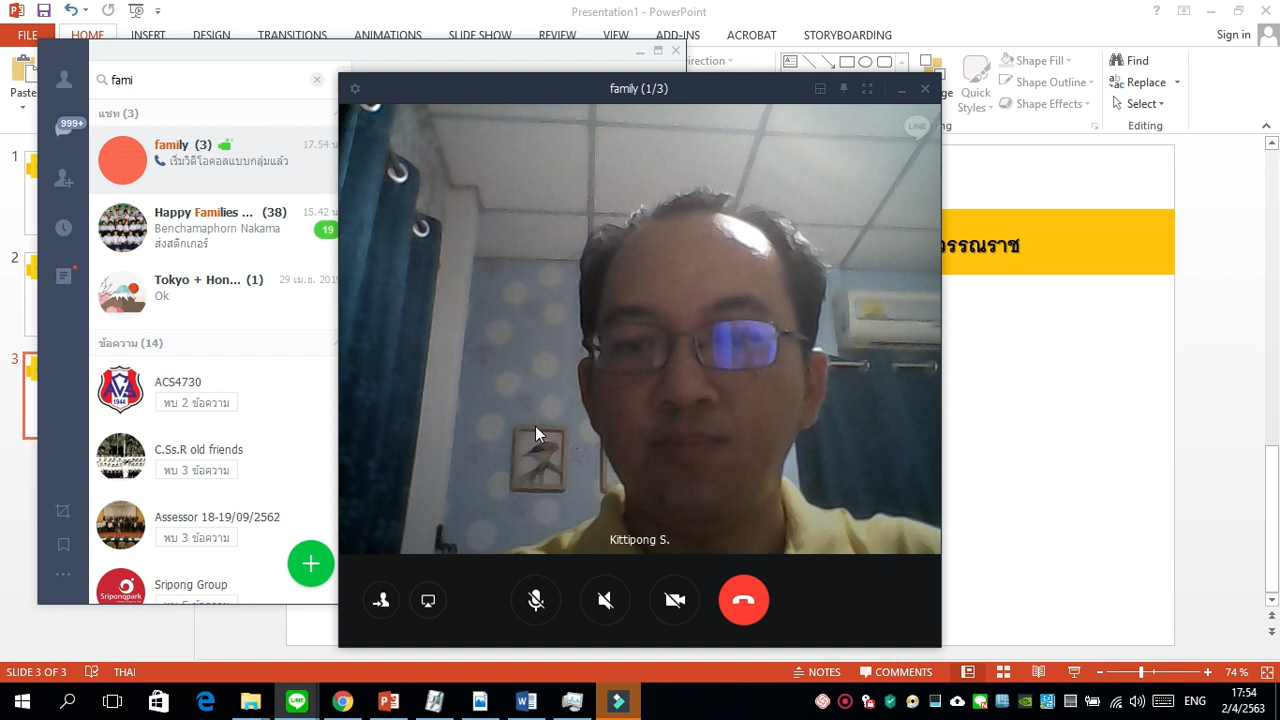 Presentation1 - PowerPoint
Sign in
FILE HOME INSERT DESIGN TRANSITIONS ANIMATIONS SLIDE SHOW REVIEW VIEW ADD-INS ACROBAT STORYBOARDING
Paste
Quick
Styles
Shape Fill
Shape Outline
Shape Effects
Find
Replace
Select
Editing
fami
แชท (3)
999+
family (3)
17.54
เริ่มวิดีโอคอลแบบกลุ่มแล้ว
Happy Families ... (38)
15.42
Benchamaphorn Nakama
ส่งสติกเกอร์
19
Tokyo + Hon... (1)
29 เม.ย.
Ok
ข้อความ (14)
ACS4730
พบ 2 ข้อความ
C.Ss.R old friends
พบ 3 ข้อความ
Assessor 18-19/09/2562
พบ 3 ข้อความ
Sripong Group
family (1/3)
LINE
Kittipong S.
1
2
3
SLIDE 3 OF 3 THAI
NOTES COMMENTS 74 %
ENG
17:54
2/4/2563